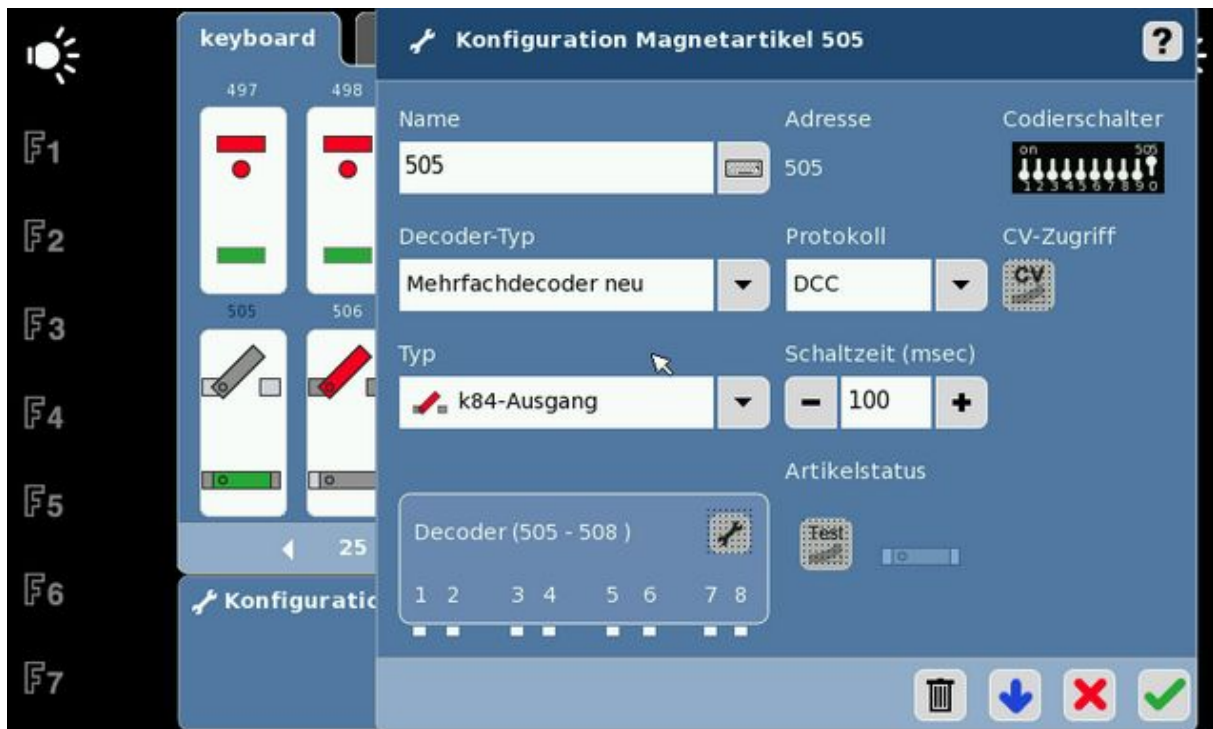 keyboard
Konfiguration Magnetartikel 505
?
497 498
Name
Adresse
Codierschalter
F1
505
505
on 505
1 2 3 4 5 6 7 8 9 0
F2
Decoder-Typ
Protokoll
CV-Zugriff
Mehrfachdecoder neu
DCC
CV
F3
505 506
Typ
Schaltzeit (msec)
F4
k84-Ausgang
100
Artikelstatus
F5
Decoder (505 - 508 )
Test
25
F6
Konfiguratio
1 2 3 4 5 6 7 8
F7